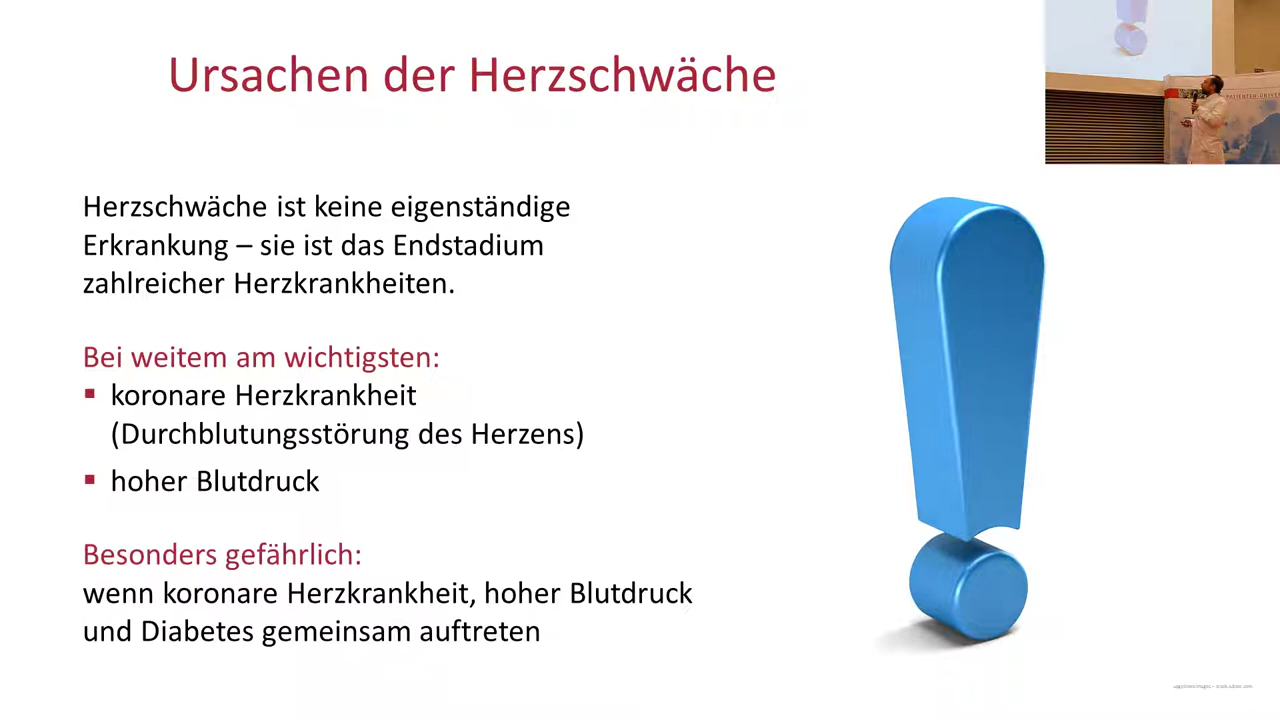 Ursachen der Herzschwäche
Herzschwäche ist keine eigenständige
Erkrankung – sie ist das Endstadium
zahlreicher Herzkrankheiten.
Bei weitem am wichtigsten:
▪ koronare Herzkrankheit
(Durchblutungsstörung des Herzens)
▪ hoher Blutdruck
Besonders gefährlich:
wenn koronare Herzkrankheit, hoher Blutdruck
und Diabetes gemeinsam auftreten